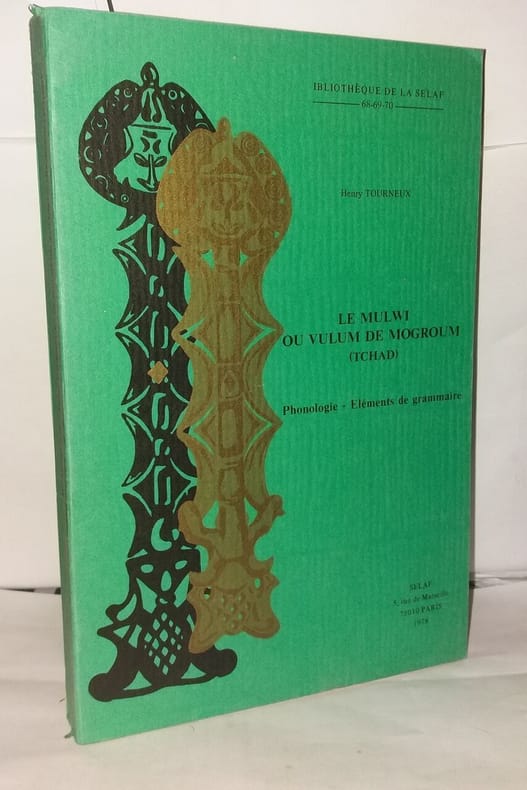 IBLIOTHÈQUE DE LA SELAF
68-69-70
Henry TOURNEUX
LE MULWI
OU VULUM DE MOGROUM
(TCHAD)
Phonologie - Eléments de grammaire
SELAF
5, rue de Marseille
75010 PARIS
1978